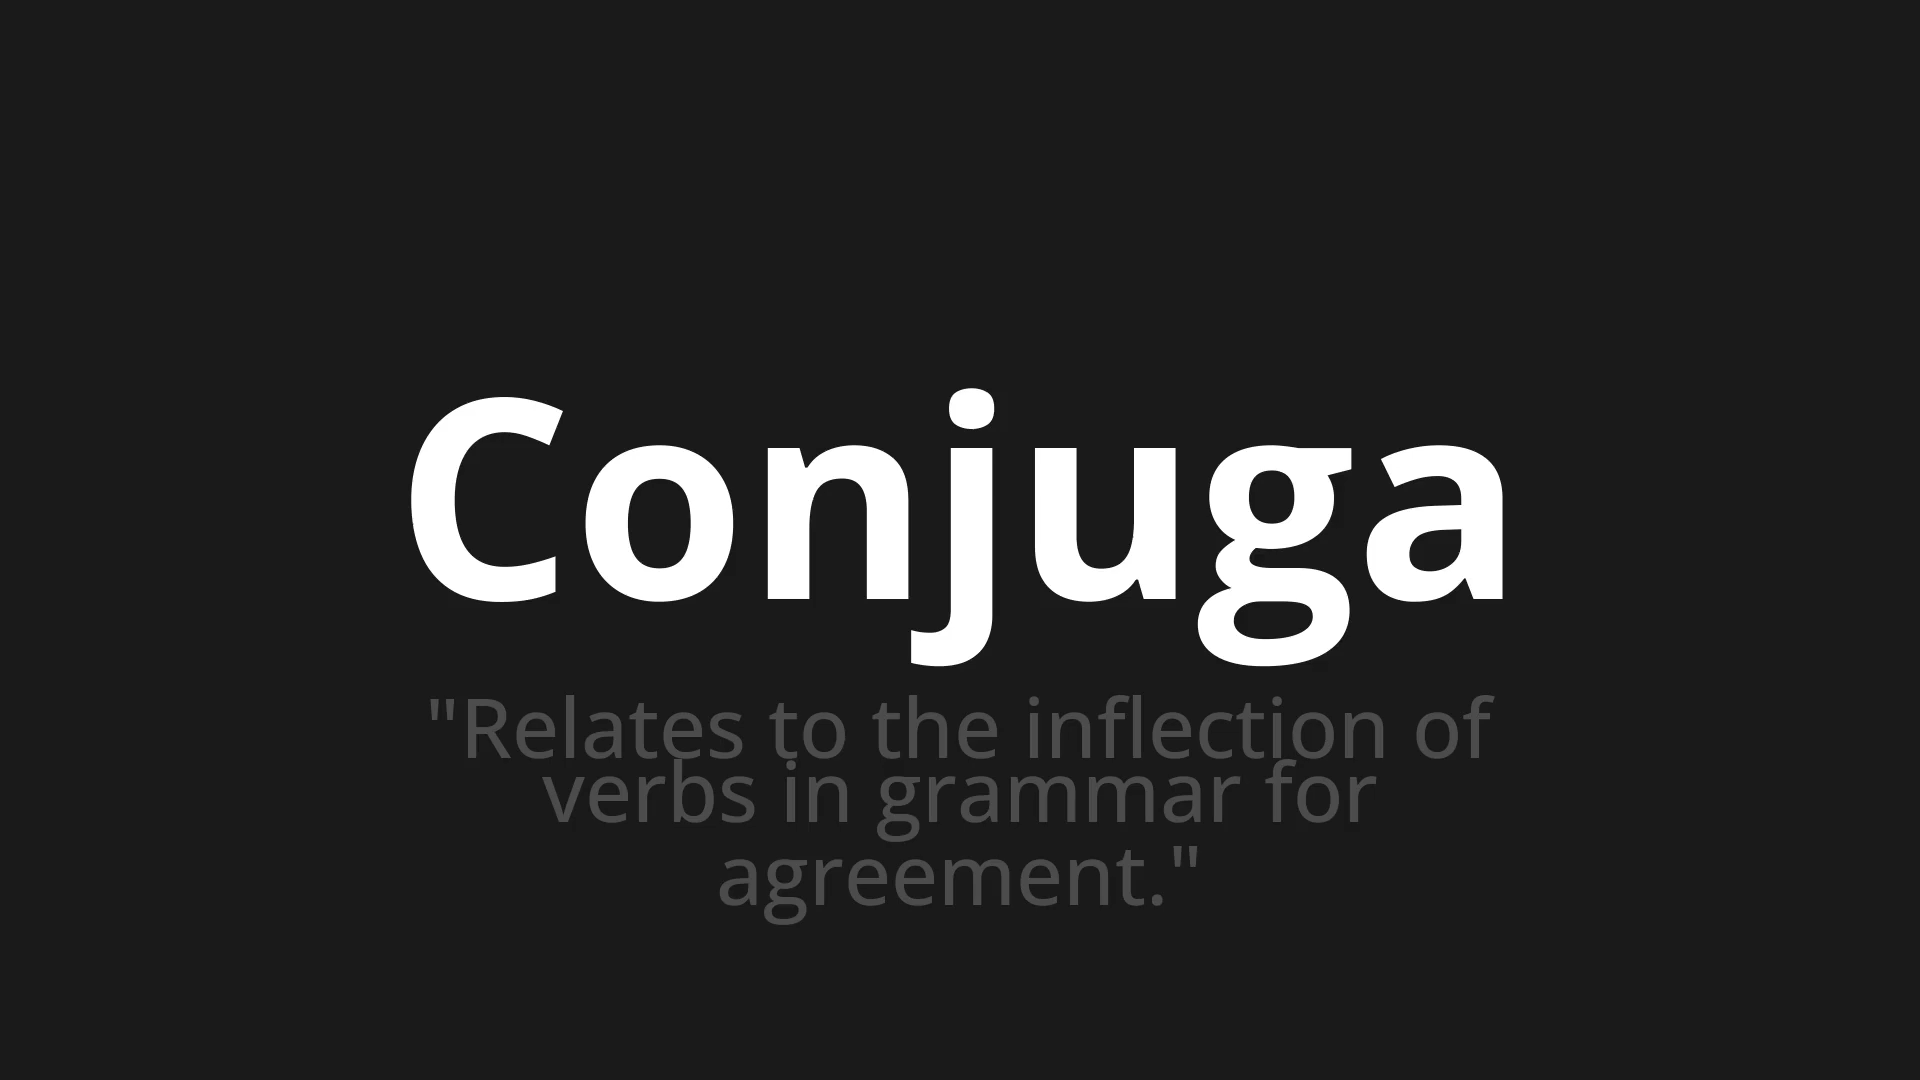 Conjuga
"Relates to the inflection of
verbs in grammar for
agreement."